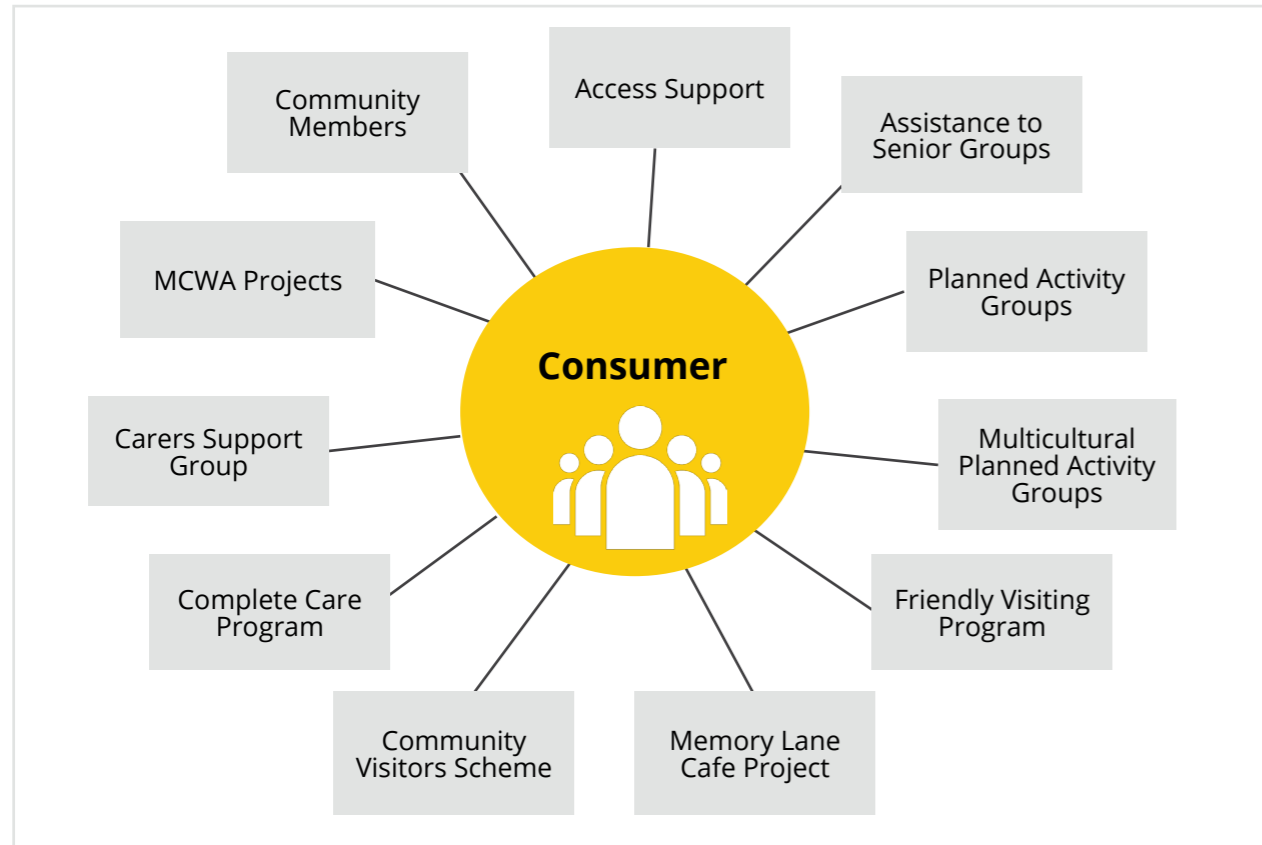 Access Support
Community
Members
Assistance to
Senior Groups
MCWA Projects
Planned Activity
Groups
Consumer
Carers Support
Group
Multicultural
Planned Activity
Groups
Complete Care
Program
Friendly Visiting
Program
Community
Visitors Scheme
Memory Lane
Cafe Project